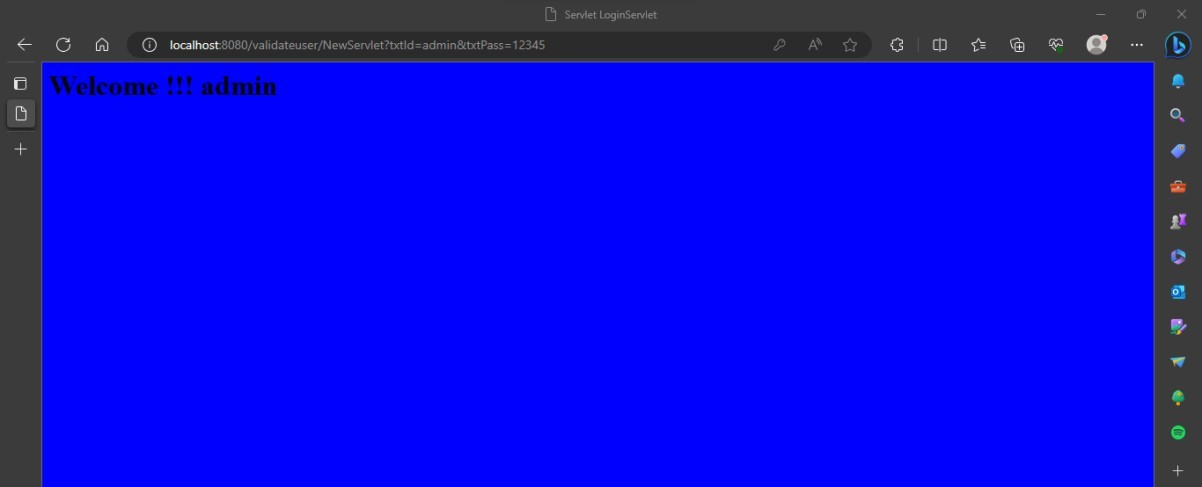 Servlet LoginServlet
localhost:8080/validateuser/NewServlet?txtId=admin&txtPass=12345
Welcome !!! admin